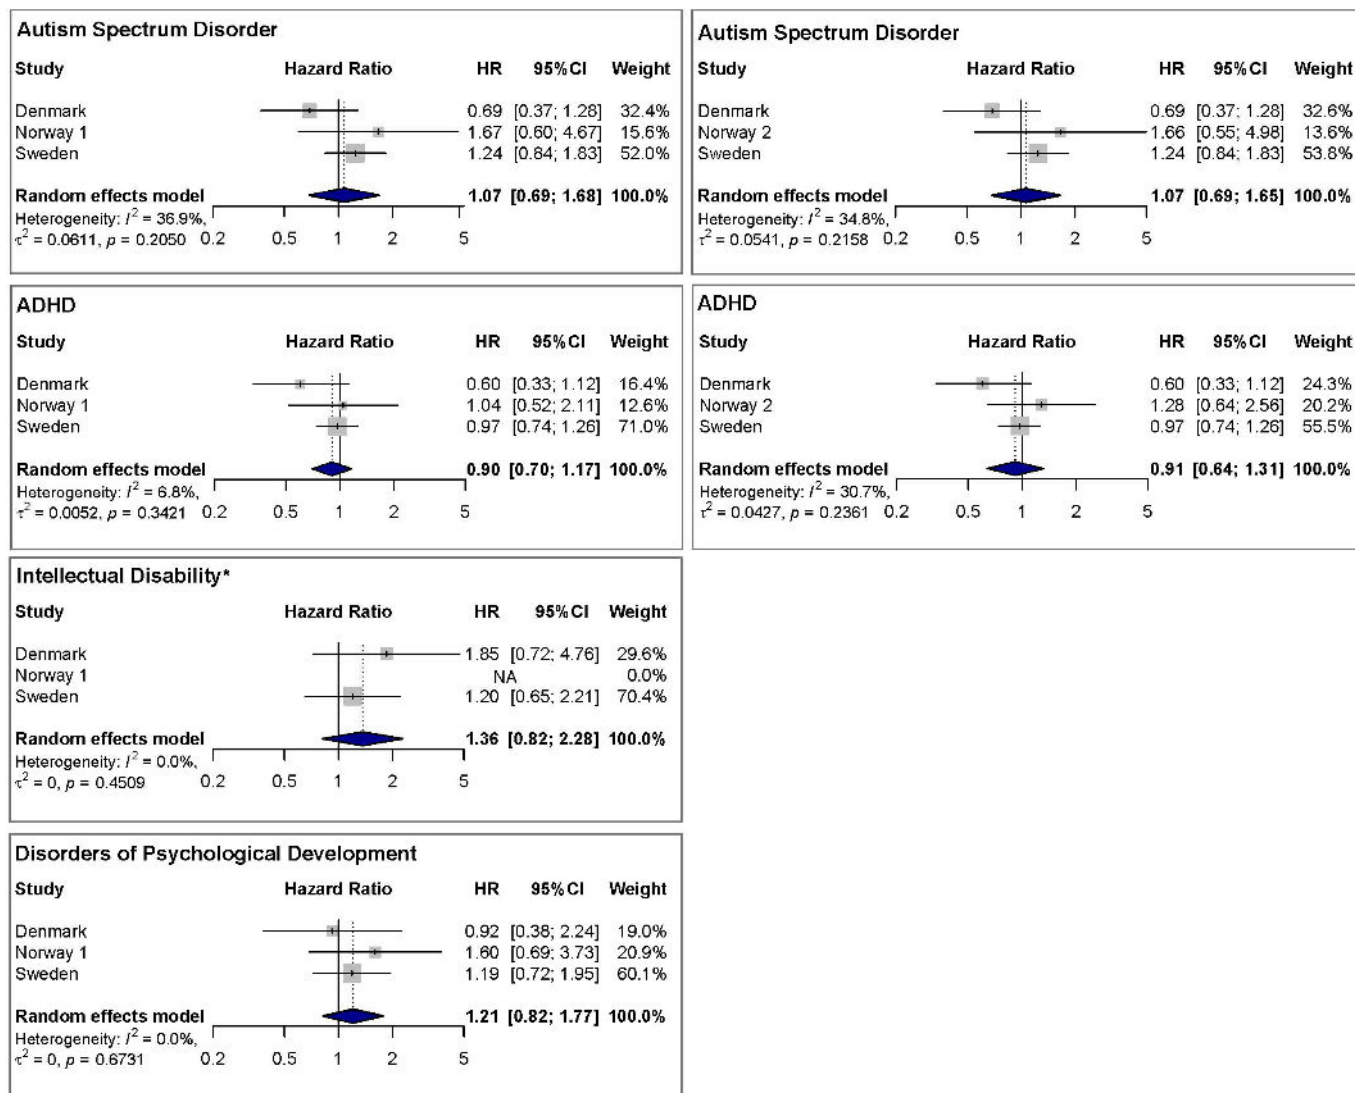 Autism Spectrum Disorder
Study Hazard Ratio HR 95%CI Weight
Denmark 0.69 [0.37; 1.28] 32.4%
Norway 1 1.67 [0.60; 4.67] 15.6%
Sweden 1.24 [0.84; 1.83] 52.0%
Random effects model 1.07 [0.69; 1.68] 100.0%
Heterogeneity: I² = 36.9%,
τ² = 0.0611, p = 0.2050 0.2 0.5 1 2 5
Autism Spectrum Disorder
Study Hazard Ratio HR 95%CI Weight
Denmark 0.69 [0.37; 1.28] 32.6%
Norway 2 1.66 [0.55; 4.98] 13.6%
Sweden 1.24 [0.84; 1.83] 53.8%
Random effects model 1.07 [0.69; 1.65] 100.0%
Heterogeneity: I² = 34.8%,
τ² = 0.0541, p = 0.2158 0.2 0.5 1 2 5
ADHD
Study Hazard Ratio HR 95%CI Weight
Denmark 0.60 [0.33; 1.12] 16.4%
Norway 1 1.04 [0.52; 2.11] 12.6%
Sweden 0.97 [0.74; 1.26] 71.0%
Random effects model 0.90 [0.70; 1.17] 100.0%
Heterogeneity: I² = 6.8%,
τ² = 0.0052, p = 0.3421 0.2 0.5 1 2 5
ADHD
Study Hazard Ratio HR 95%CI Weight
Denmark 0.60 [0.33; 1.12] 24.3%
Norway 2 1.28 [0.64; 2.56] 20.2%
Sweden 0.97 [0.74; 1.26] 55.5%
Random effects model 0.91 [0.64; 1.31] 100.0%
Heterogeneity: I² = 30.7%,
τ² = 0.0427, p = 0.2361 0.2 0.5 1 2 5
Intellectual Disability*
Study Hazard Ratio HR 95%CI Weight
Denmark 1.85 [0.72; 4.76] 29.6%
Norway 1 NA 0.0%
Sweden 1.20 [0.65; 2.21] 70.4%
Random effects model 1.36 [0.82; 2.28] 100.0%
Heterogeneity: I² = 0.0%,
τ² = 0, p = 0.4509 0.2 0.5 1 2 5
Disorders of Psychological Development
Study Hazard Ratio HR 95%CI Weight
Denmark 0.92 [0.38; 2.24] 19.0%
Norway 1 1.60 [0.69; 3.73] 20.9%
Sweden 1.19 [0.72; 1.95] 60.1%
Random effects model 1.21 [0.82; 1.77] 100.0%
Heterogeneity: I² = 0.0%,
τ² = 0, p = 0.6731 0.2 0.5 1 2 5